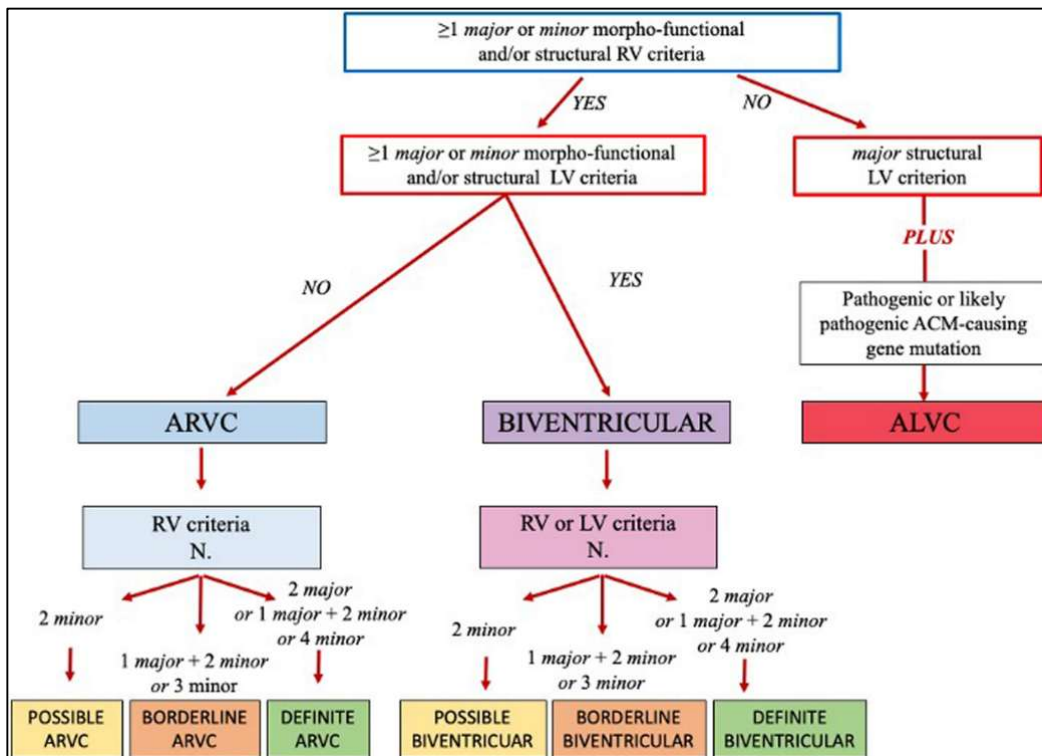 ≥1 major or minor morpho-functional
and/or structural RV criteria
YES
NO
≥1 major or minor morpho-functional
and/or structural LV criteria
major structural
LV criterion
PLUS
NO
YES
Pathogenic or likely
pathogenic ACM-causing
gene mutation
ARVC
BIVENTRICULAR
ALVC
RV criteria
N.
RV or LV criteria
N.
2 minor
1 major + 2 minor
or 3 minor
2 major
or 1 major + 2 minor
or 4 minor
2 minor
1 major + 2 minor
or 3 minor
2 major
or 1 major + 2 minor
or 4 minor
POSSIBLE
ARVC
BORDERLINE
ARVC
DEFINITE
ARVC
POSSIBLE
BIVENTRICUAR
BORDERLINE
BIVENTRICULAR
DEFINITE
BIVENTRICULAR